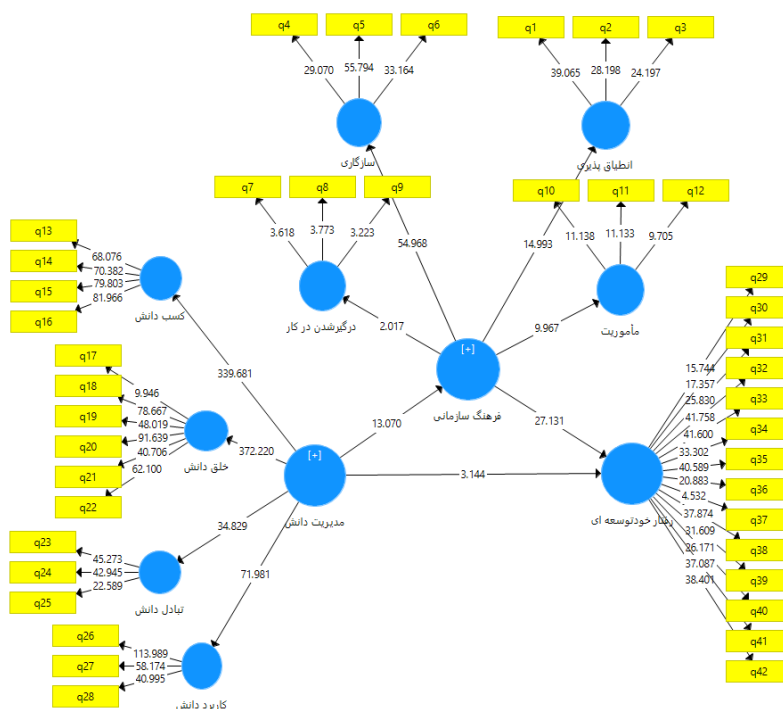 q4
q5
q6
q1
q2
q3
29.070
55.794
33.164
39.065
28.198
24.197
سازگاری
انطیاق پذیری
q7
q8
q9
q10
q11
q12
3.618
3.773
3.223
54.968
14.993
11.138
11.133
9.705
q13
q14
q15
q16
68.076
70.382
79.803
81.966
کسب دانش
درگیرشدن در کار
2.017
9.967
مأموریت
[+]
فرهنگ سازمانی
339.681
13.070
27.131
q17
q18
q19
q20
q21
q22
9.946
78.667
48.019
91.639
40.706
62.100
خلق دانش
372.220
[+]
مدیریت دانش
3.144
رفتار خودتوسعه ای
q29
q30
q31
q32
q33
q34
q35
q36
q37
q38
q39
q40
q41
q42
15.744
17.357
25.830
41.758
41.600
33.302
40.589
20.883
4.532
37.874
31.609
26.171
37.087
38.401
34.829
71.981
q23
q24
q25
45.273
42.945
22.589
تبادل دانش
q26
q27
q28
113.989
58.174
40.995
کاربرد دانش